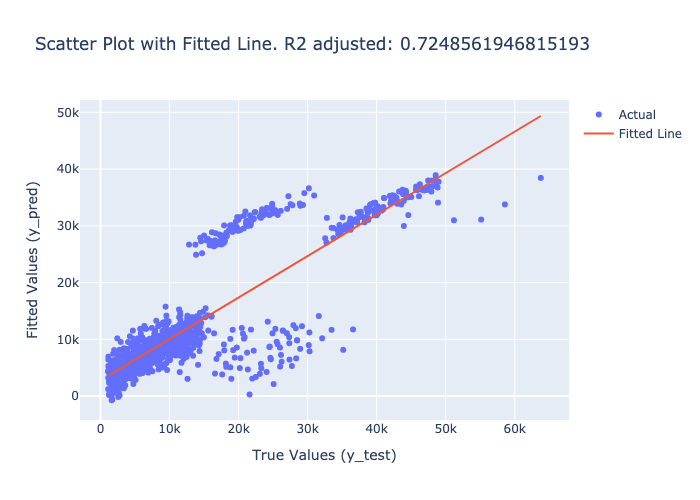 Scatter Plot with Fitted Line. R2 adjusted: 0.7248561946815193
Actual
Fitted Line
50k
40k
30k
20k
10k
0
Fitted Values (y_pred)
0 10k 20k 30k 40k 50k 60k
True Values (y_test)